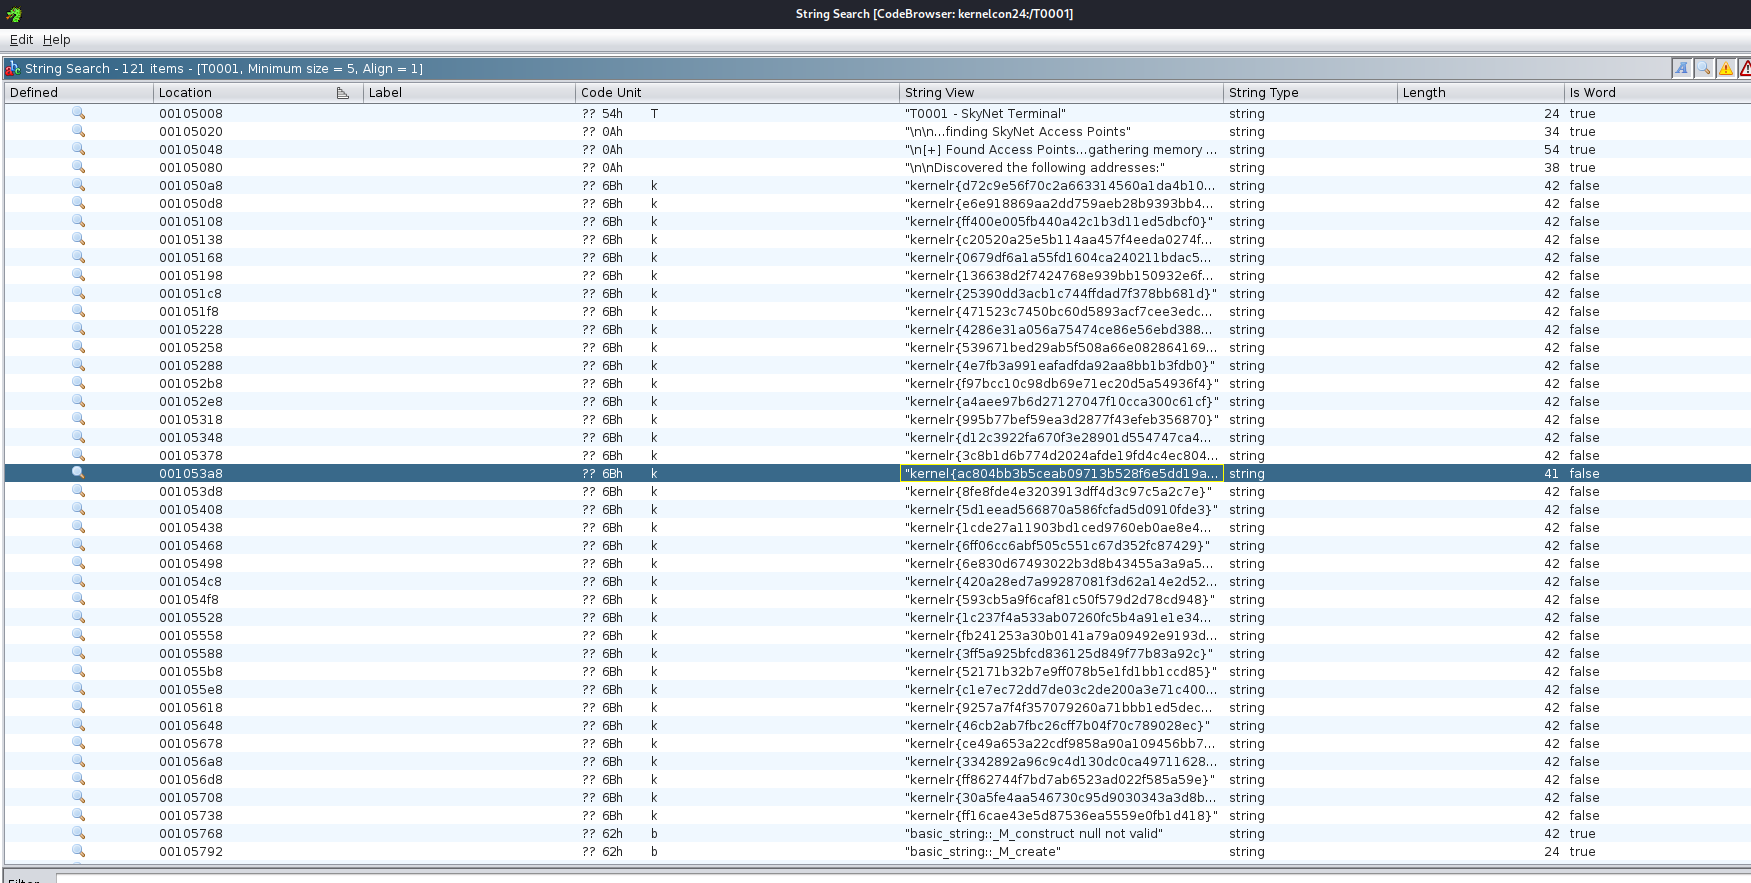 String Search [CodeBrowser: kernelcon24:/T0001]
Edit Help
String Search - 121 items - [T0001, Minimum size = 5, Align = 1]
Defined Location Label Code Unit String View String Type Length Is Word
00105008 ?? 54h T "T0001 - SkyNet Terminal" string 24 true
00105020 ?? 0Ah "\n\n...finding SkyNet Access Points" string 34 true
00105048 ?? 0Ah "\n[+] Found Access Points...gathering memory ... string 54 true
00105080 ?? 0Ah "\n\nDiscovered the following addresses:" string 38 true
001050a8 ?? 6Bh k "kernelr{d72c9e56f70c2a663314560a1da4b10... string 42 false
001050d8 ?? 6Bh k "kernelr{e6e918869aa2dd759aeb28b9393bb4... string 42 false
00105108 ?? 6Bh k "kernelr{ff400e005fb440a42c1b3d11ed5dbcf0}" string 42 false
00105138 ?? 6Bh k "kernelr{c20520a25e5b114aa457f4eeda0274f... string 42 false
00105168 ?? 6Bh k "kernelr{0679df6a1a55fd1604ca240211bdac5... string 42 false
00105198 ?? 6Bh k "kernelr{136638d2f7424768e939bb150932e6f... string 42 false
001051c8 ?? 6Bh k "kernelr{25390dd3acb1c744ffdad7f378bb681d}" string 42 false
001051f8 ?? 6Bh k "kernelr{471523c7450bc60d5893acf7cee3edc... string 42 false
00105228 ?? 6Bh k "kernelr{4286e31a056a75474ce86e56ebd388... string 42 false
00105258 ?? 6Bh k "kernelr{539671bed29ab5f508a66e082864169... string 42 false
00105288 ?? 6Bh k "kernelr{4e7fb3a991eafadfda92aa8bb1b3fdb0}" string 42 false
001052b8 ?? 6Bh k "kernelr{f97bcc10c98db69e71ec20d5a54936f4}" string 42 false
001052e8 ?? 6Bh k "kernelr{a4aee97b6d27127047f10cca300c61cf}" string 42 false
00105318 ?? 6Bh k "kernelr{995b77bef59ea3d2877f43efeb356870}" string 42 false
00105348 ?? 6Bh k "kernelr{d12c3922fa670f3e28901d554747ca4... string 42 false
00105378 ?? 6Bh k "kernelr{3c8b1d6b774d2024afde19fd4c4ec804... string 42 false
001053a8 ?? 6Bh k "kernel{ac804bb3b5ceab09713b528f6e5dd19a... string 41 false
001053d8 ?? 6Bh k "kernelr{8fe8fde4e3203913dff4d3c97c5a2c7e}" string 42 false
00105408 ?? 6Bh k "kernelr{5d1eead566870a586fcfad5d0910fde3}" string 42 false
00105438 ?? 6Bh k "kernelr{1cde27a11903bd1ced9760eb0ae8e4... string 42 false
00105468 ?? 6Bh k "kernelr{6ff06cc6abf505c551c67d352fc87429}" string 42 false
00105498 ?? 6Bh k "kernelr{6e830d67493022b3d8b43455a3a9a5... string 42 false
001054c8 ?? 6Bh k "kernelr{420a28ed7a99287081f3d62a14e2d52... string 42 false
001054f8 ?? 6Bh k "kernelr{593cb5a9f6caf81c50f579d2d78cd948}" string 42 false
00105528 ?? 6Bh k "kernelr{1c237f4a533ab07260fc5b4a91e1e34... string 42 false
00105558 ?? 6Bh k "kernelr{fb241253a30b0141a79a09492e9193d... string 42 false
00105588 ?? 6Bh k "kernelr{3ff5a925bfcd836125d849f77b83a92c}" string 42 false
001055b8 ?? 6Bh k "kernelr{52171b32b7e9ff078b5e1fd1bb1ccd85}" string 42 false
001055e8 ?? 6Bh k "kernelr{c1e7ec72dd7de03c2de200a3e71c400... string 42 false
00105618 ?? 6Bh k "kernelr{9257a7f4f357079260a71bbb1ed5dec... string 42 false
00105648 ?? 6Bh k "kernelr{46cb2ab7fbc26cff7b04f70c789028ec}" string 42 false
00105678 ?? 6Bh k "kernelr{ce49a653a22cdf9858a90a109456bb7... string 42 false
001056a8 ?? 6Bh k "kernelr{3342892a96c9c4d130dc0ca49711628... string 42 false
001056d8 ?? 6Bh k "kernelr{ff862744f7bd7ab6523ad022f585a59e}" string 42 false
00105708 ?? 6Bh k "kernelr{30a5fe4aa546730c95d9030343a3d8b... string 42 false
00105738 ?? 6Bh k "kernelr{ff16cae43e5d87536ea5559e0fb1d418}" string 42 false
00105768 ?? 62h b "basic_string::_M_construct null not valid" string 42 true
00105792 ?? 62h b "basic_string::_M_create" string 24 true